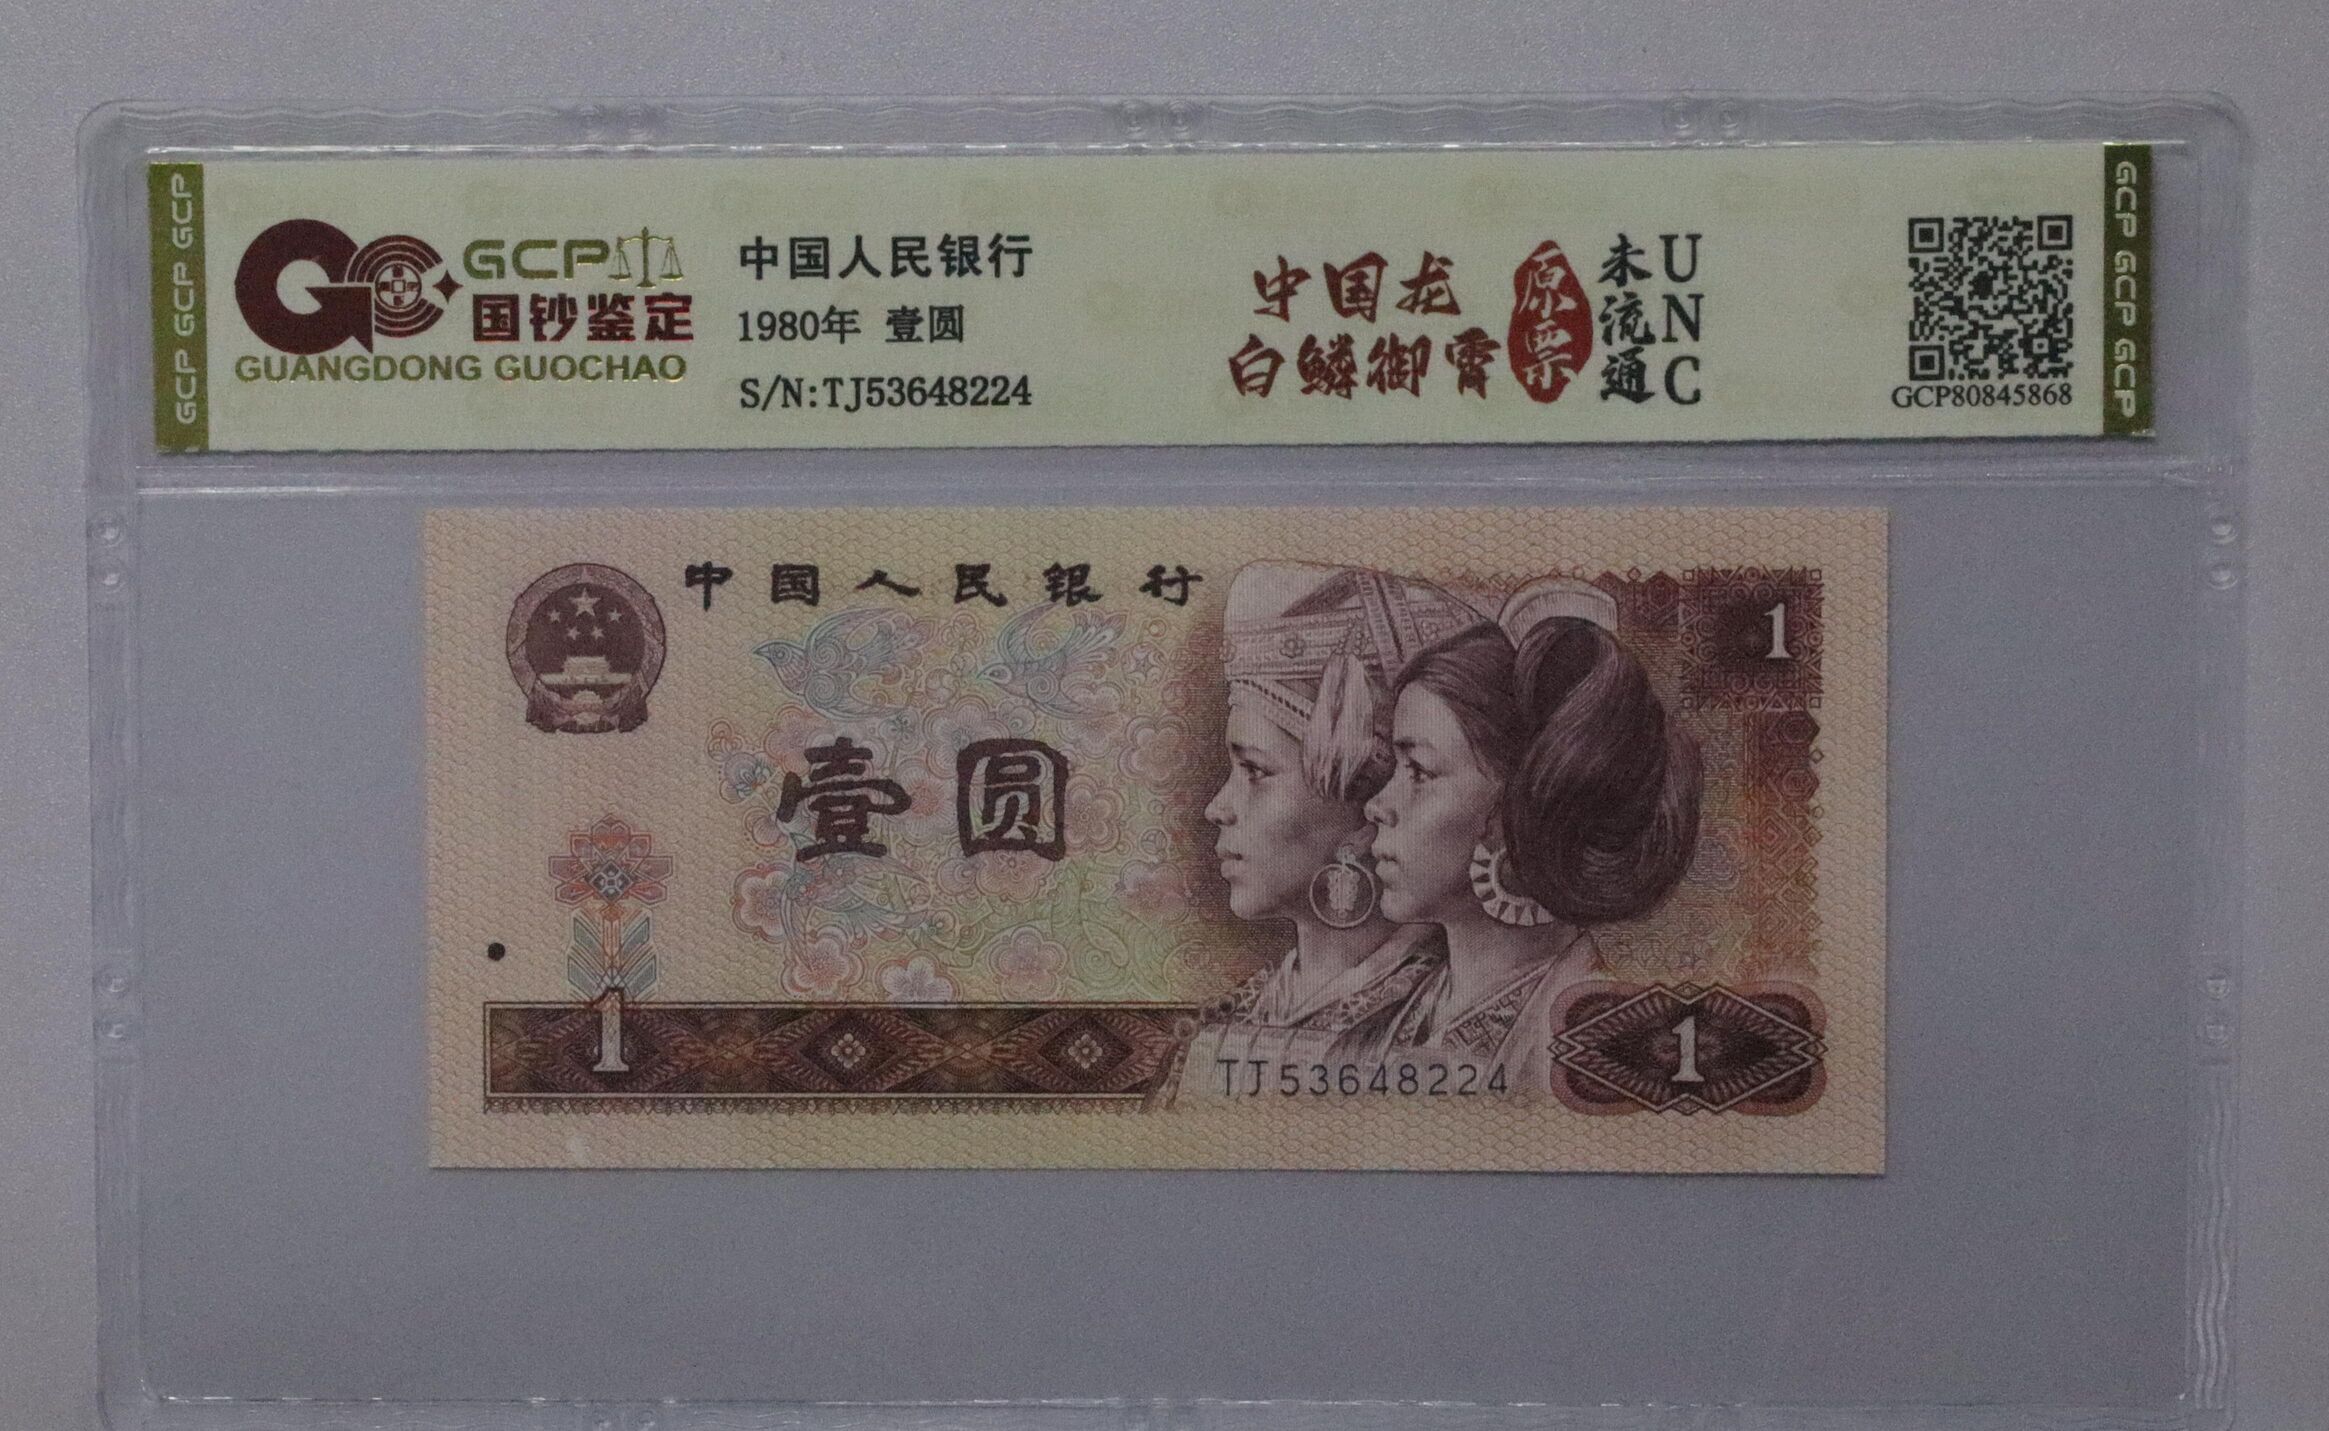 GCP GCP GCP
GCP
国钞鉴定
GUANGDONG GUOCHAO
中国人民银行
1980年 壹圆
S/N:TJ53648224
中国龙
白鳞御霄
原票
未流通
UNC
GCP80845868
GCP GCP GCP
中国人民银行
1
壹圆
1
1
TJ53648224